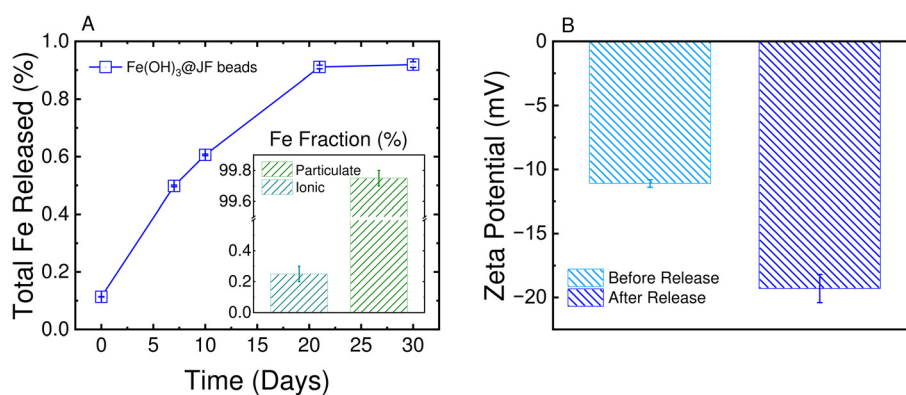 A
Total Fe Released (%)
1.0
0.8
0.6
0.4
0.2
0.0
Fe(OH)₃@JF beads
Fe Fraction (%)
99.8
99.6
0.4
0.2
0.0
Particulate
Ionic
0
5
10
15
20
25
30
Time (Days)
B
Zeta Potential (mV)
0
−5
−10
−15
−20
Before Release
After Release